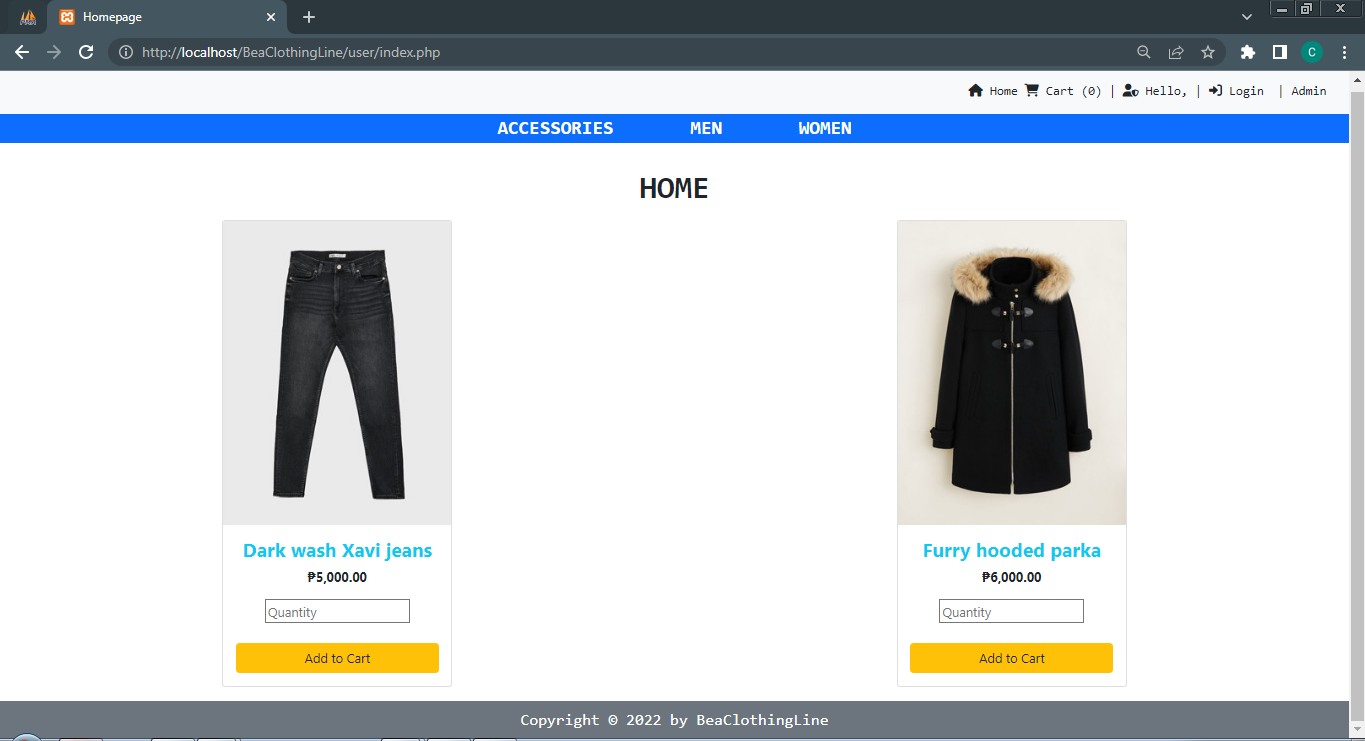 Homepage
http://localhost/BeaClothingLine/user/index.php
C
Home Cart (0) | Hello, | Login | Admin
ACCESSORIES MEN WOMEN
HOME
Dark wash Xavi jeans
₱5,000.00
Quantity
Add to Cart
Furry hooded parka
₱6,000.00
Quantity
Add to Cart
Copyright © 2022 by BeaClothingLine